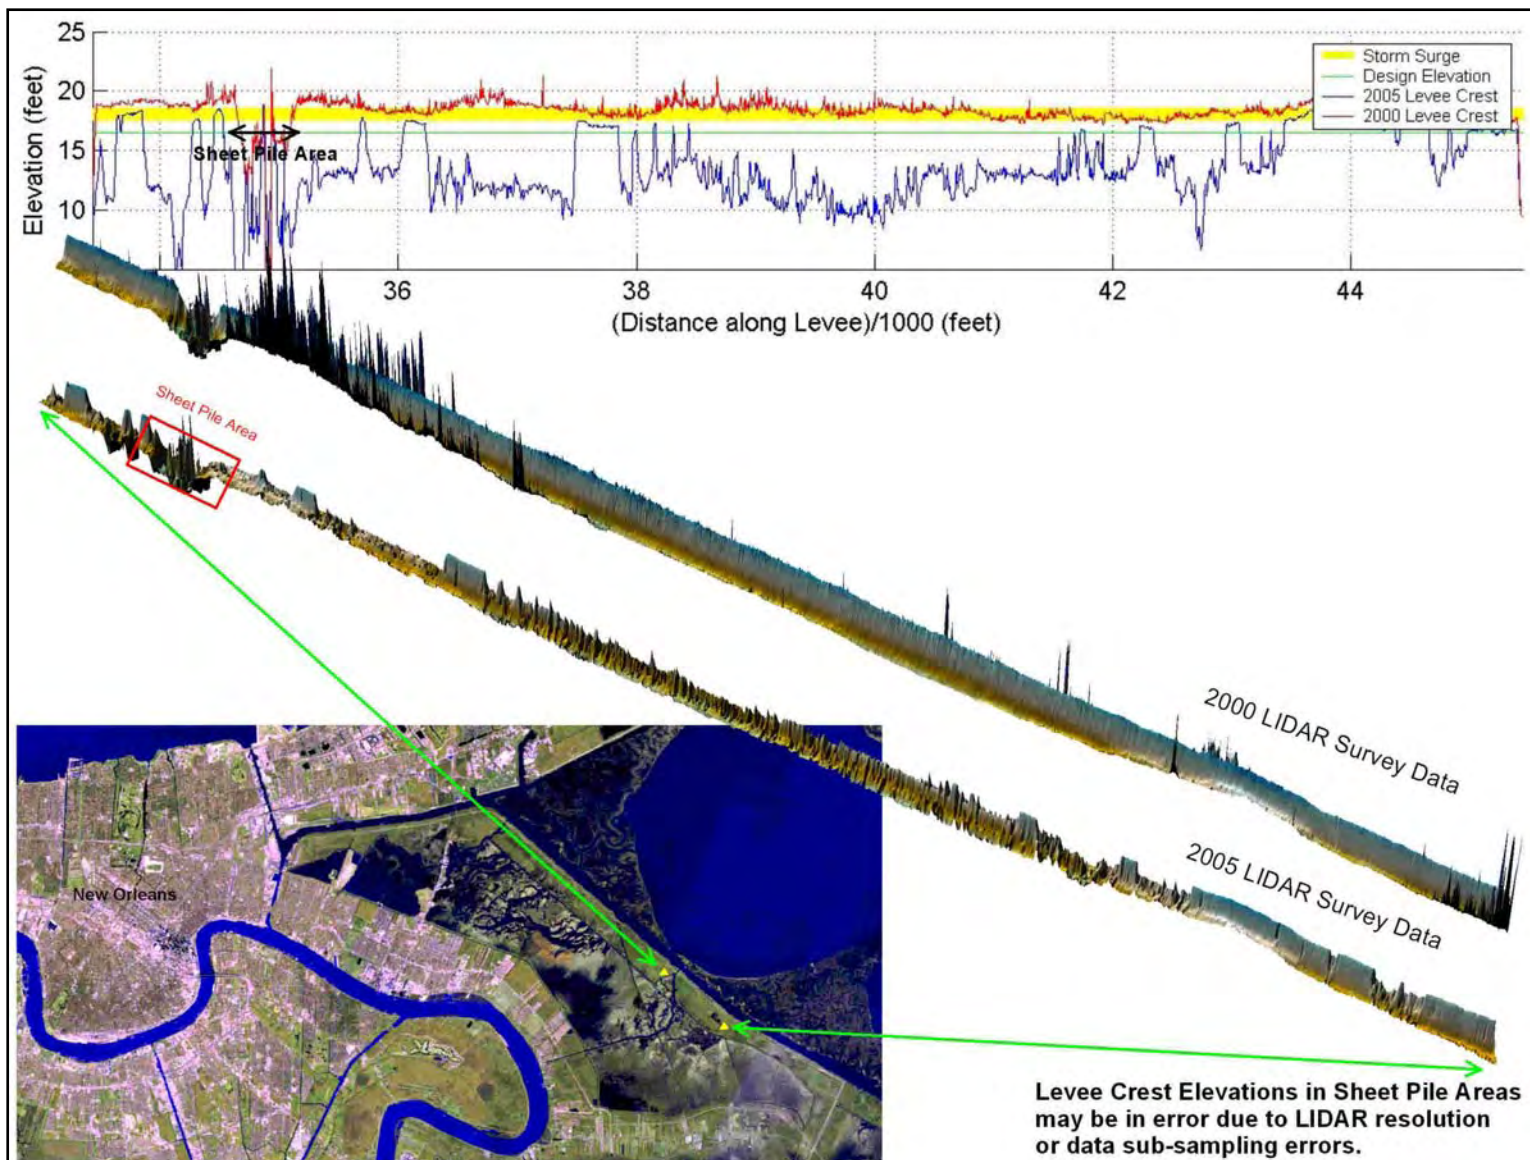 25
20
15
10
Elevation (feet)
Storm Surge
Design Elevation
2005 Levee Crest
2000 Levee Crest
Sheet Pile Area
36
38
40
42
44
(Distance along Levee)/1000 (feet)
Sheet Pile Area
2000 LIDAR Survey Data
2005 LIDAR Survey Data
New Orleans
Levee Crest Elevations in Sheet Pile Areas
may be in error due to LIDAR resolution
or data sub-sampling errors.